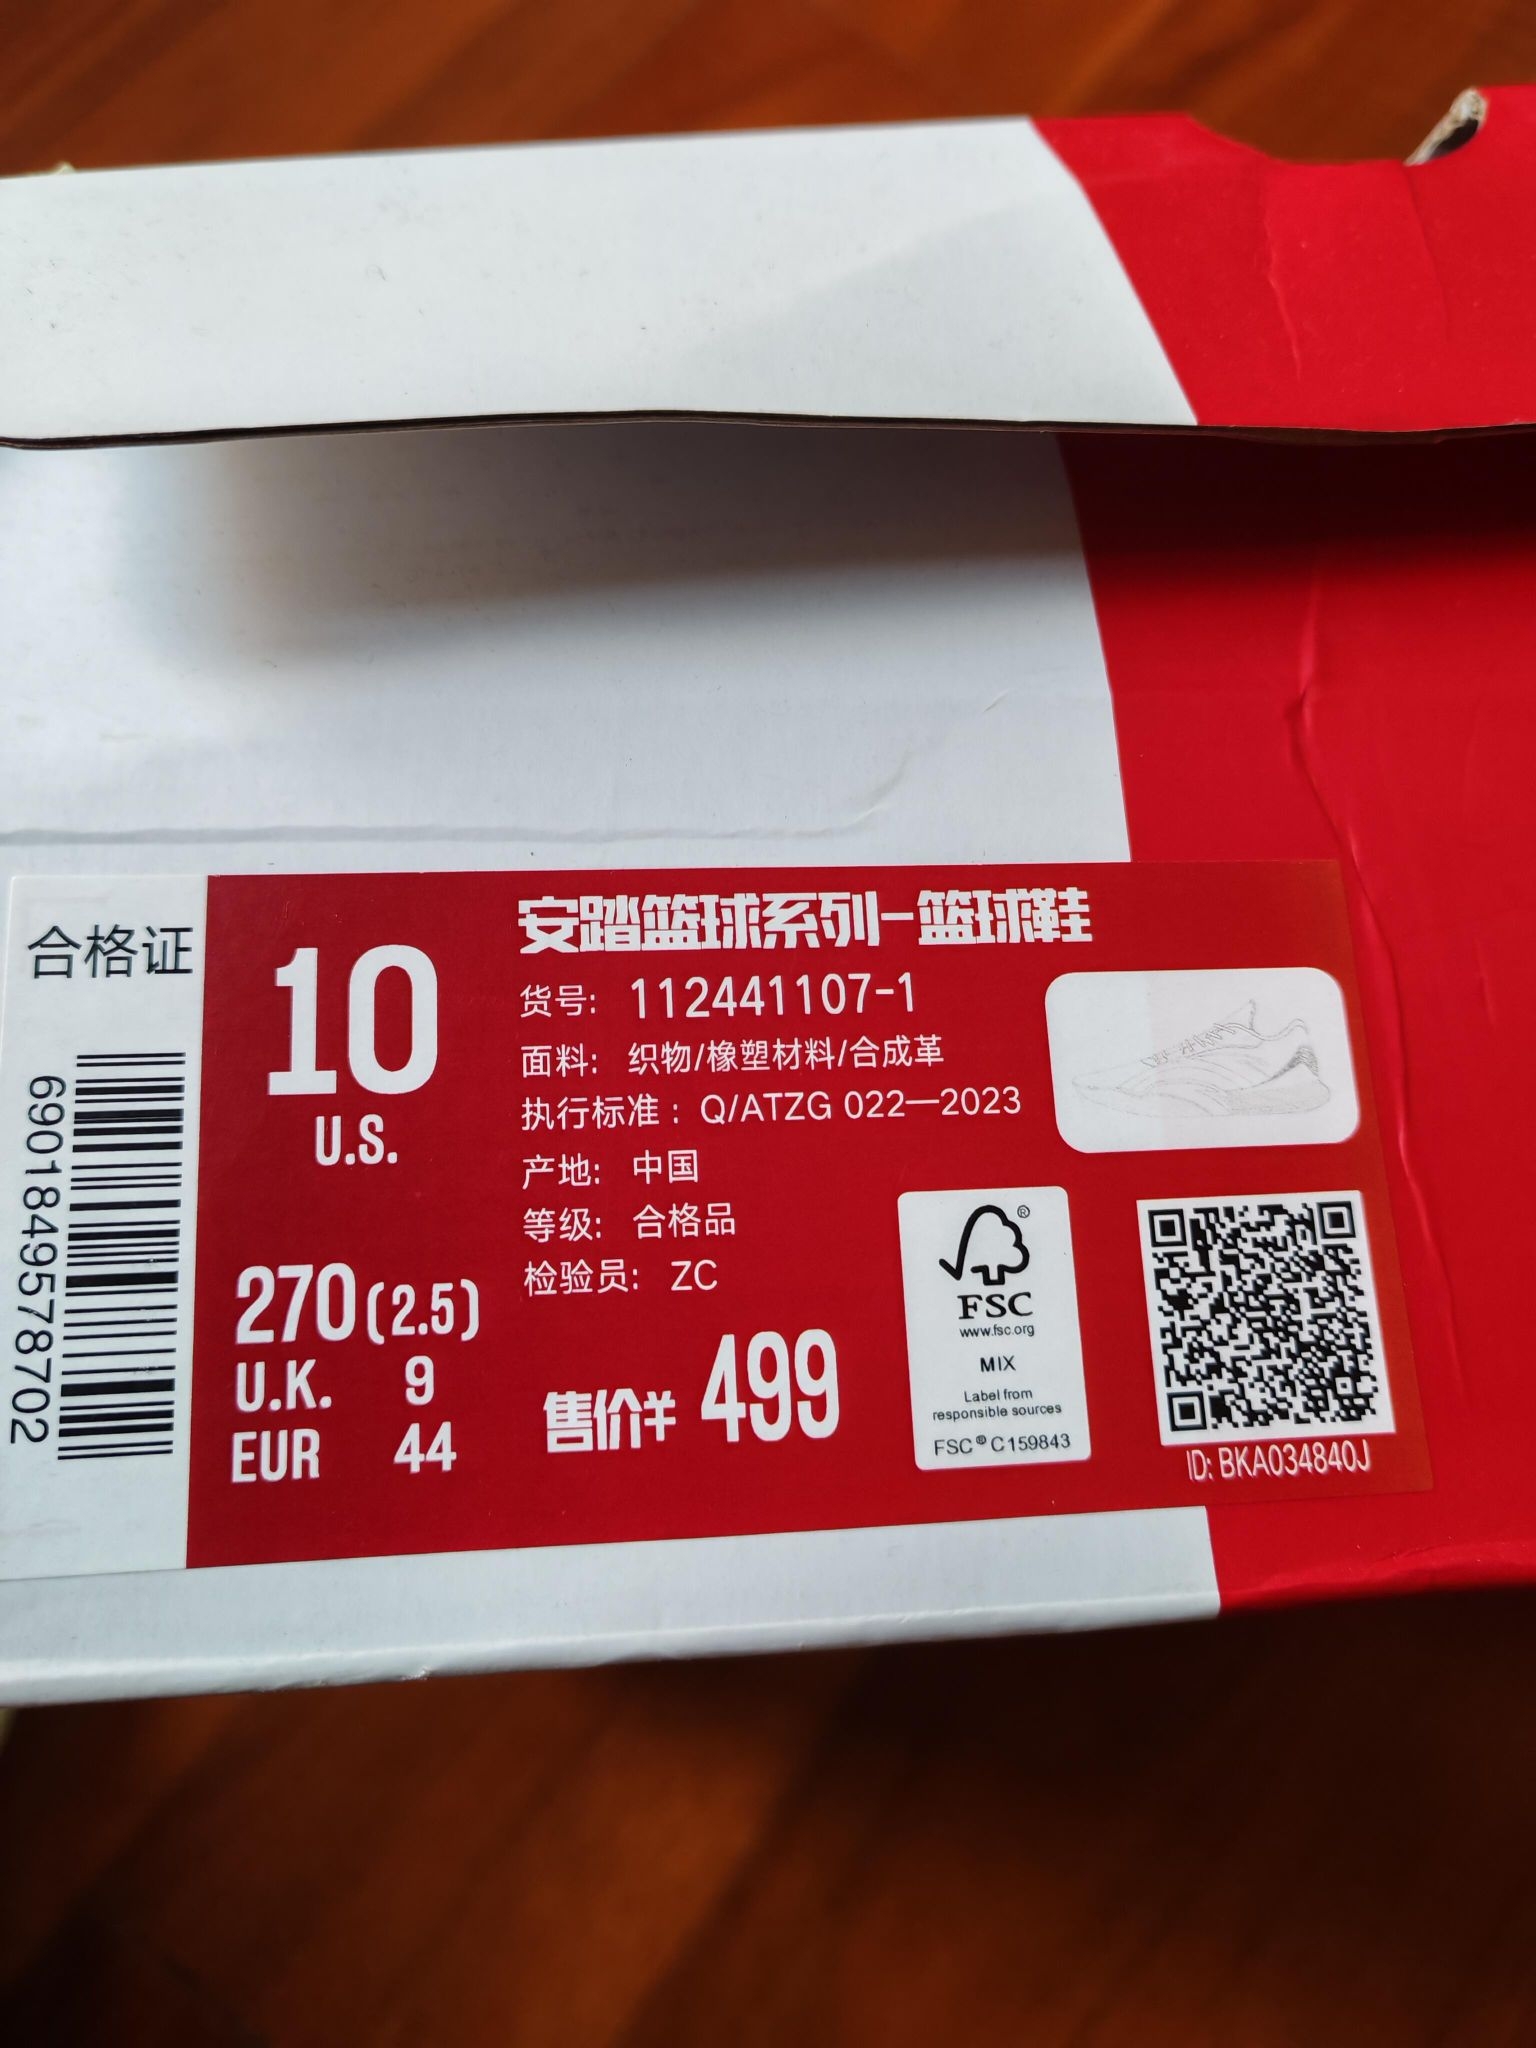 合格证
6901849578702
10
U.S.
270(2.5)
U.K. 9
EUR 44
安踏篮球系列-篮球鞋
货号: 112441107-1
面料: 织物/橡塑材料/合成革
执行标准: Q/ATZG 022—2023
产地: 中国
等级: 合格品
检验员: ZC
售价¥ 499
®
FSC
www.fsc.org
MIX
Label from
responsible sources
FSC® C159843
ID: BKA034840J